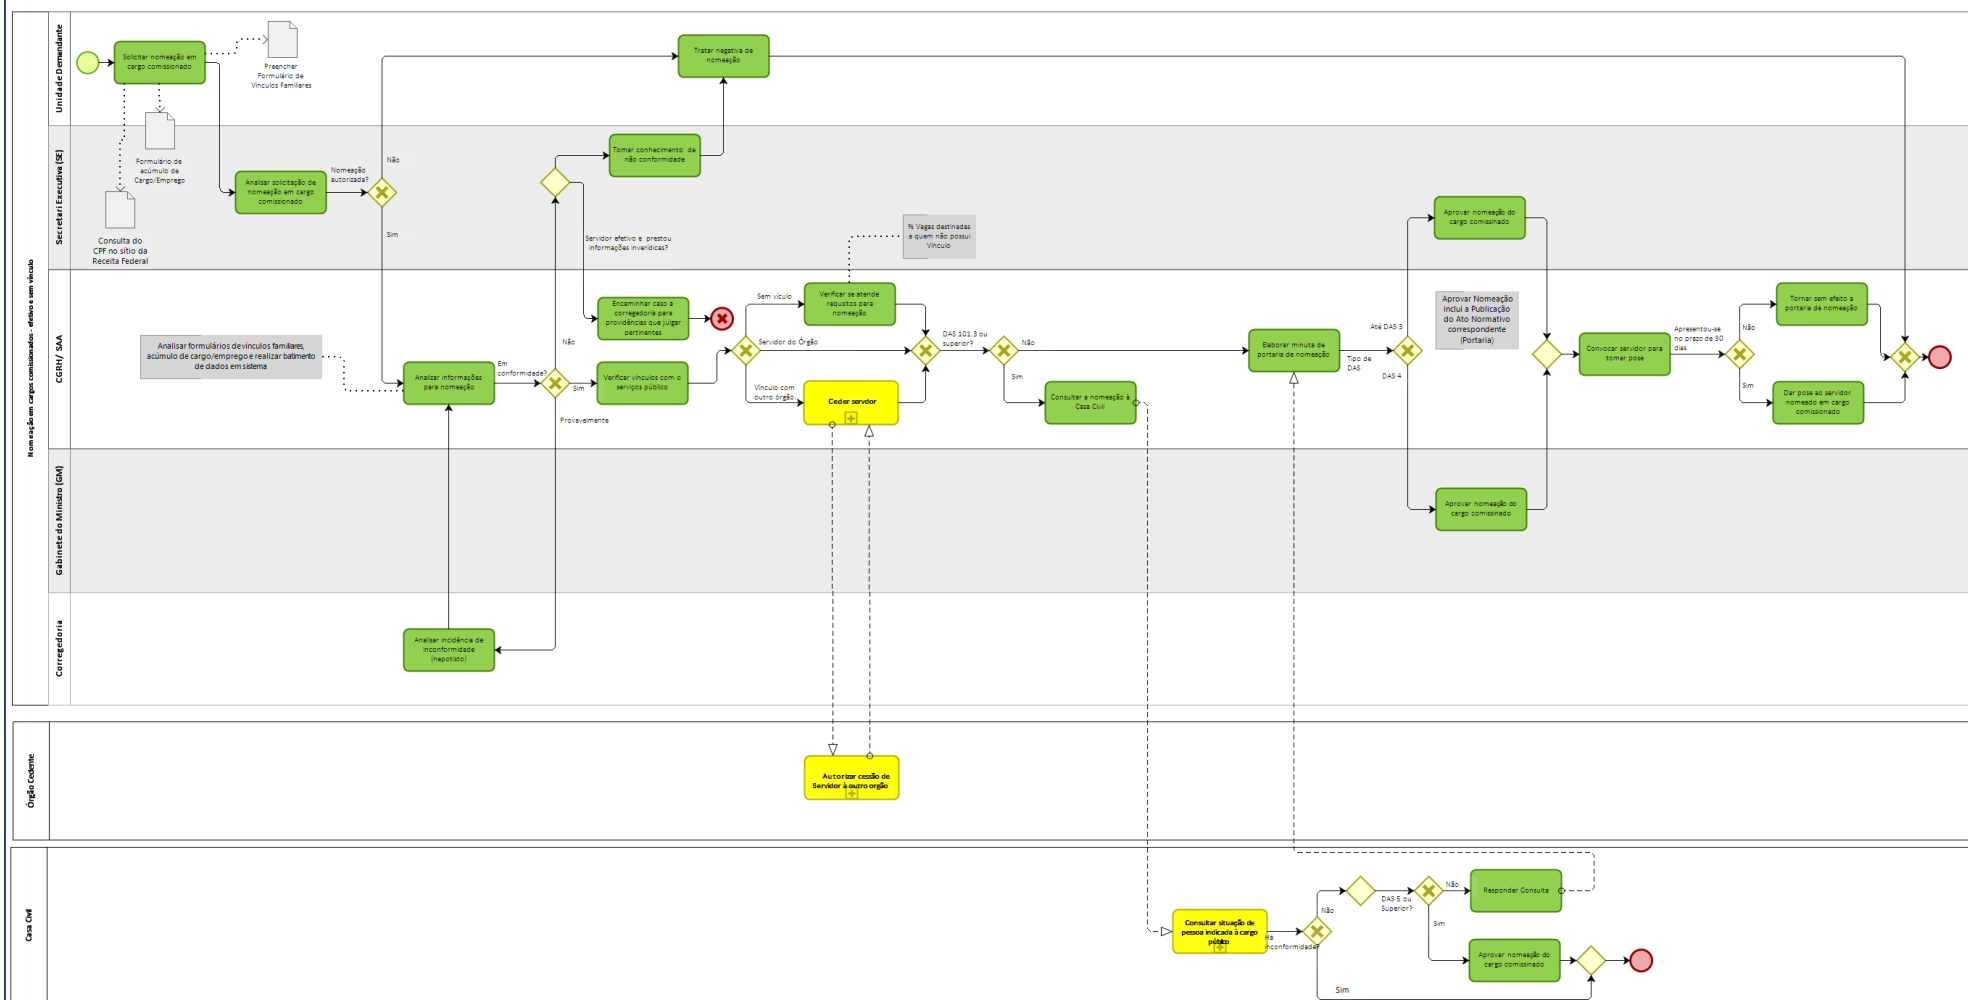 Nomeação em cargos comissionados - efetivo e sem vínculo
Unidade Demandante
Solicitar nomeação em
cargo comissionado
Preencher
Formulário de
Vinculos Familiares
Formulário de
acúmulo de
Cargo/Emprego
Consulta do
CPF no sítio da
Receita Federal
Tratar negativa de
nomeação
Secretari Executiva (SE)
Analisar solicitação de
nomeação em cargo
comissionado
Nomeação
autorizada?
Não
Sim
Tomar conhecimento de
não conformidade
Servidor efetivo e prestou
informações inverídicas?
% Vagas destinadas
a quem não possui
Vínculo
Aprovar nomeação do
cargo comissinado
CGRH/ SAA
Analisar formulários de vínculos familiares,
acúmulo de cargo/emprego e realizar batimento
de dados em sistema
Analizar informações
para nomeação
Em
conformidade?
Não
Sim
Provavelmente
Encaminhar caso à
corregedoria para
providências que julgar
pertinentes
Verificar vínculos com o
serviços público
Sem vículo
Servidor do Órgão
Vínculo com
outro órgão
Verificar se atende
requsitos para
nomeação
Ceder servdor
DAS 101.3 ou
superior?
Não
Sim
Consultar a nomeação à
Casa Civil
Elaborar minuta de
portaria de nomeação
Tipo de
DAS
Até DAS 3
DAS 4
Aprovar Nomeação
inclui a Publicação
do Ato Normativo
correspondente
(Portaria)
Convocar servidor para
tomar pose
Apresentou-se
no prazo de 30
dias
Não
Sim
Tornar sem efeito a
portaria de nomeação
Dar pose ao servidor
nomeado em cargo
comissionado
Gabinete do Ministro (GM)
Aprovar nomeação do
cargo comissinado
Corregedoria
Analisar incidência de
inconformidade
(nepotisto)
Órgão Cedente
Autorizar cessão de
Servidor à outro orgão
Casa Civil
Consultar situação de
pessoa indicada à cargo
público
Ha
inconformidade?
Não
Sim
DAS 5 ou
Superior?
Não
Sim
Responder Consulta
Aprovar nomeação do
cargo comissinado